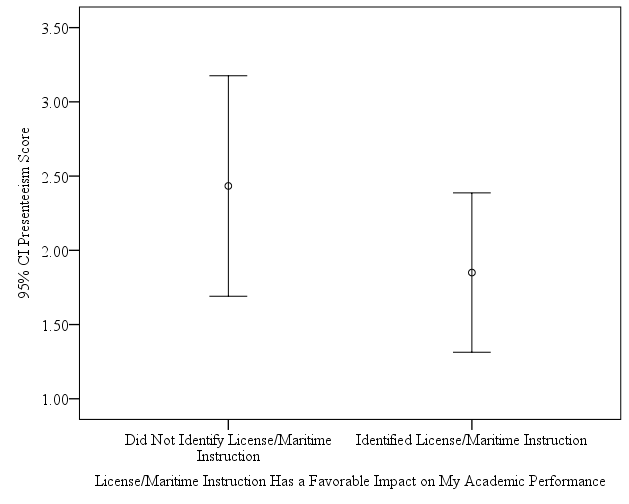 3.50
3.00
2.50
2.00
1.50
1.00
95% CI Presenteeism Score
Did Not Identify License/Maritime
Instruction
Identified License/Maritime Instruction
License/Maritime Instruction Has a Favorable Impact on My Academic Performance